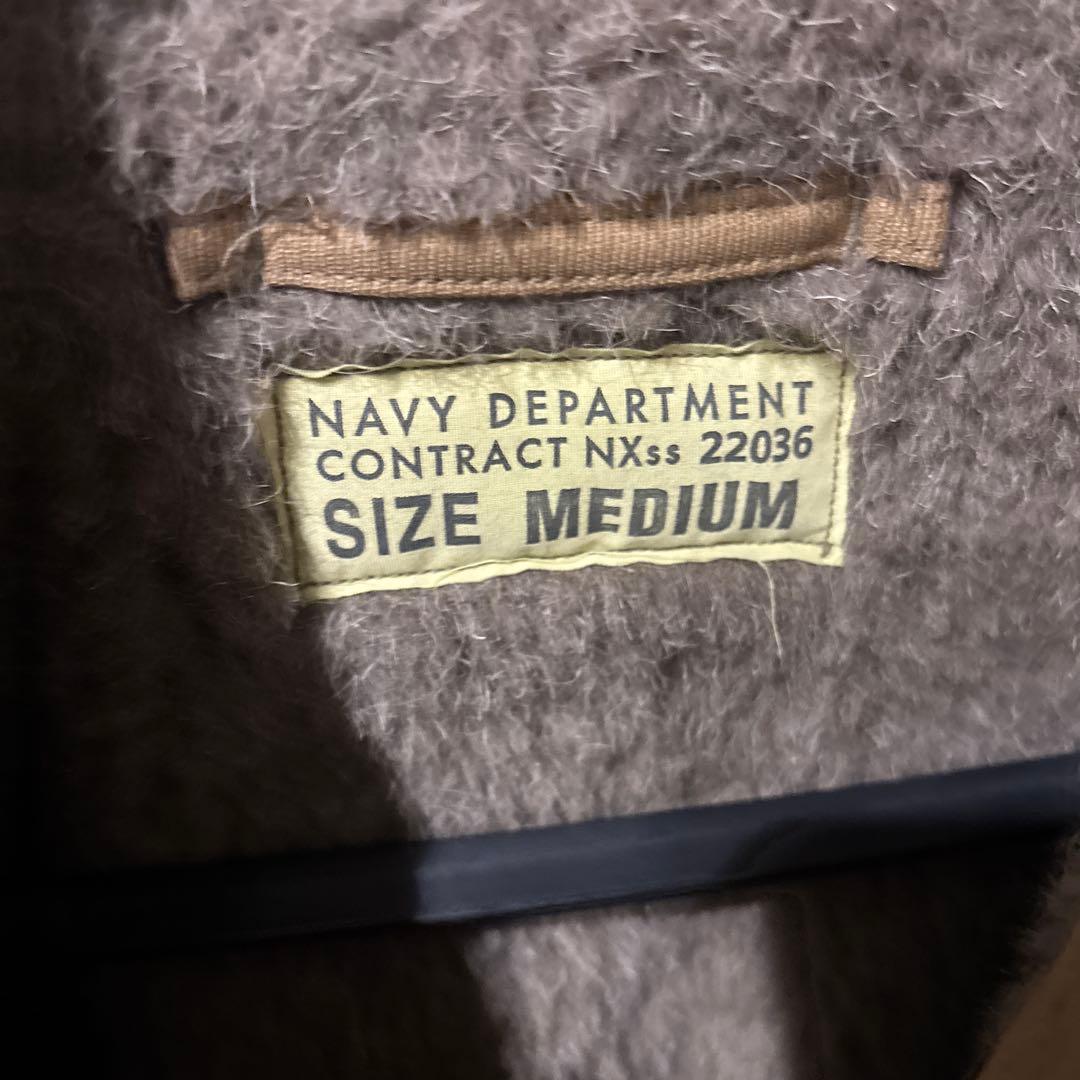 NAVY DEPARTMENT
CONTRACT NXss 22036
SIZE MEDIUM